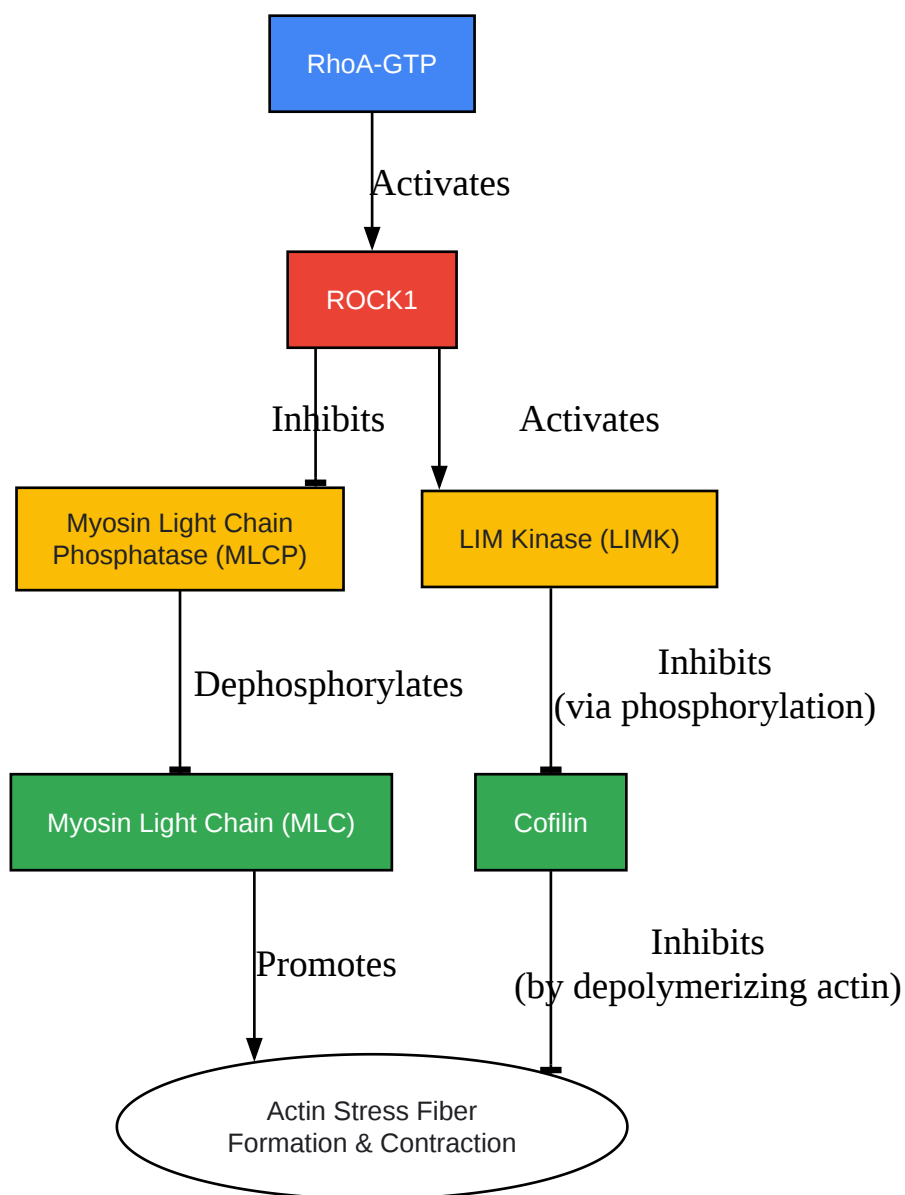 RhoA-GTP
Activates
ROCK1
Inhibits
Activates
Myosin Light Chain
Phosphatase (MLCP)
LIM Kinase (LIMK)
Dephosphorylates
Inhibits
(via phosphorylation)
Myosin Light Chain (MLC)
Cofilin
Promotes
Inhibits
(by depolymerizing actin)
Actin Stress Fiber
Formation & Contraction